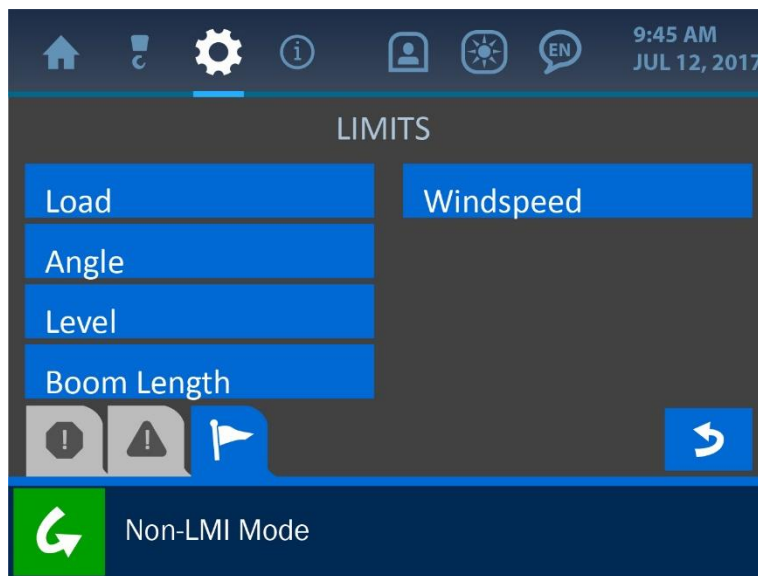 EN
9:45 AM
JUL 12, 2017
LIMITS
Load
Windspeed
Angle
Level
Boom Length
Non-LMI Mode